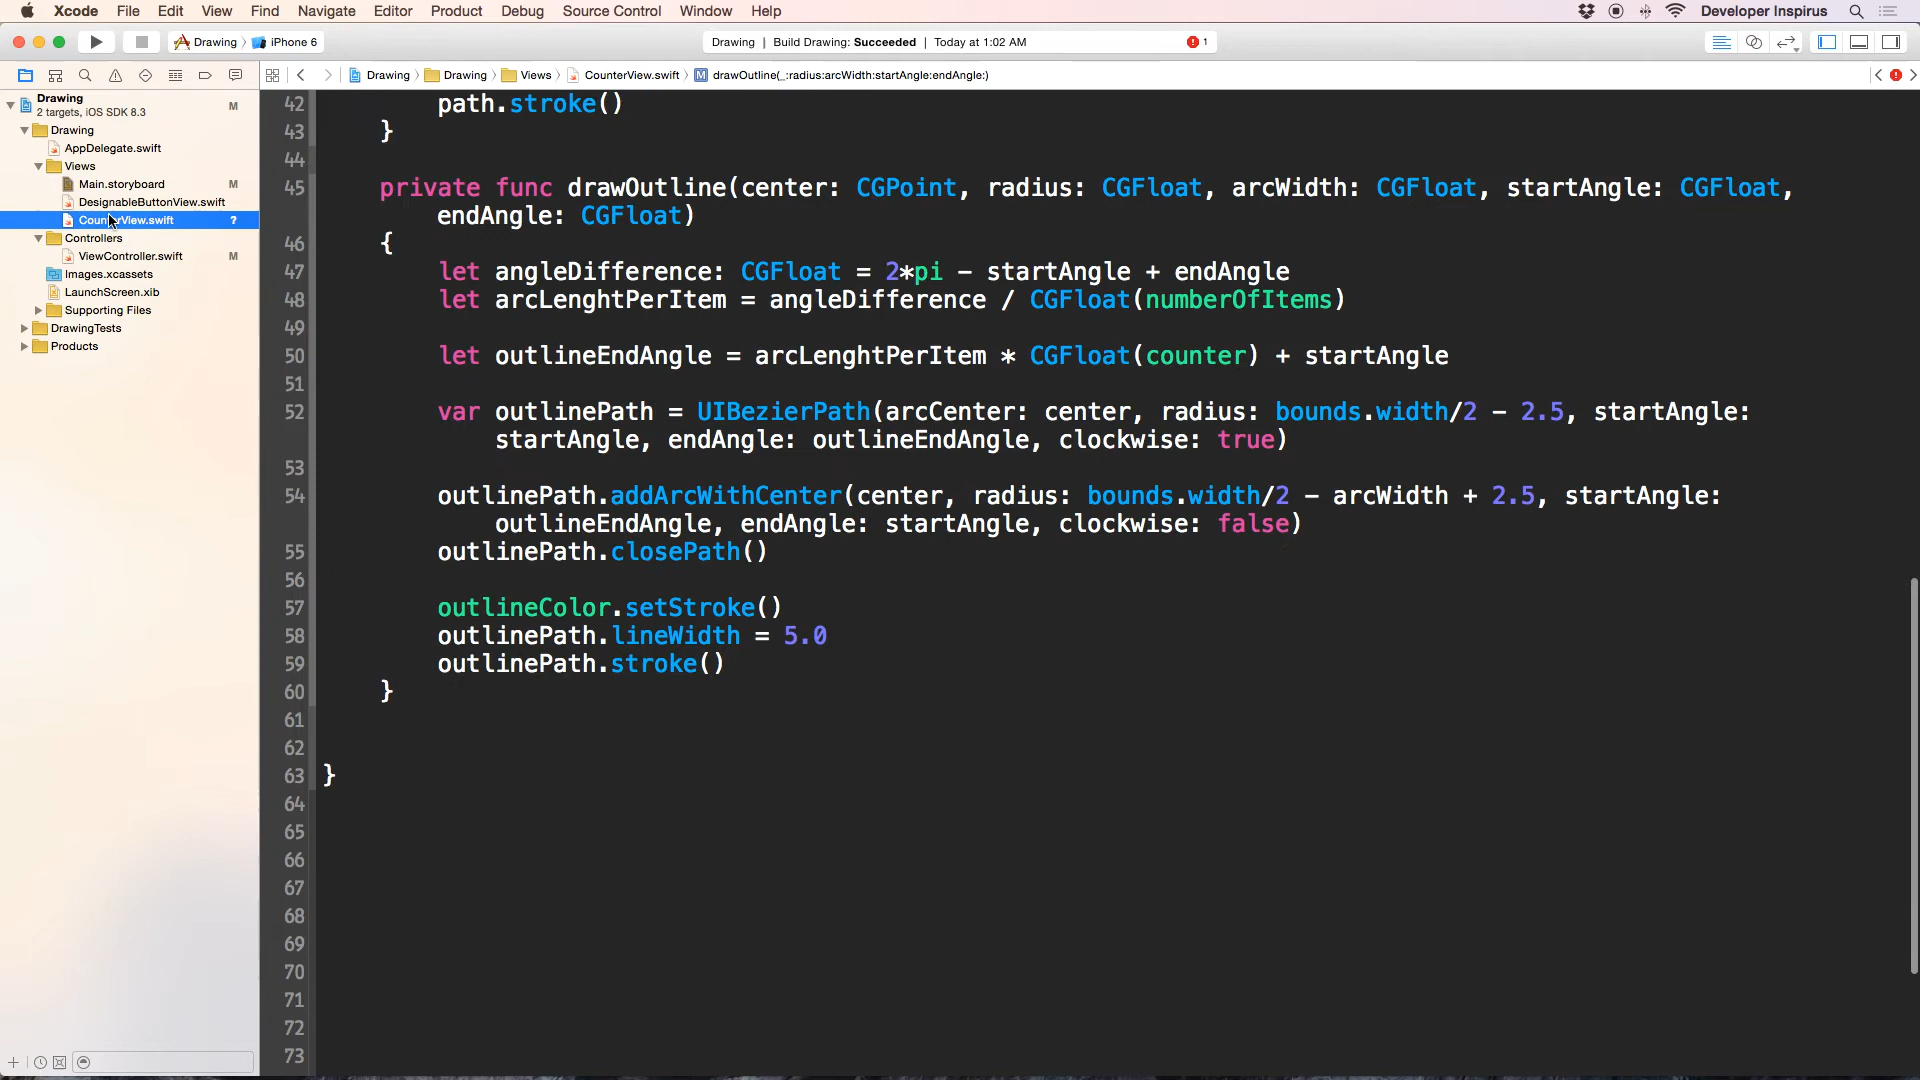 Xcode File Edit View Find Navigate Editor Product Debug Source Control Window Help Developer Inspirus
Drawing iPhone 6 Drawing | Build Drawing: Succeeded | Today at 1:02 AM 1
Drawing Drawing Views CounterView.swift M drawOutline(_:radius:arcWidth:startAngle:endAngle:)
Drawing M
2 targets, iOS SDK 8.3
Drawing
AppDelegate.swift
Views
Main.storyboard M
DesignableButtonView.swift
CounterView.swift ?
Controllers
ViewController.swift M
Images.xcassets
LaunchScreen.xib
Supporting Files
DrawingTests
Products
42 path.stroke()
43 }
44
45 private func drawOutline(center: CGPoint, radius: CGFloat, arcWidth: CGFloat, startAngle: CGFloat,
endAngle: CGFloat)
46 {
47 let angleDifference: CGFloat = 2*pi - startAngle + endAngle
48 let arcLenghtPerItem = angleDifference / CGFloat(numberOfItems)
49
50 let outlineEndAngle = arcLenghtPerItem * CGFloat(counter) + startAngle
51
52 var outlinePath = UIBezierPath(arcCenter: center, radius: bounds.width/2 - 2.5, startAngle:
startAngle, endAngle: outlineEndAngle, clockwise: true)
53
54 outlinePath.addArcWithCenter(center, radius: bounds.width/2 - arcWidth + 2.5, startAngle:
outlineEndAngle, endAngle: startAngle, clockwise: false)
55 outlinePath.closePath()
56
57 outlineColor.setStroke()
58 outlinePath.lineWidth = 5.0
59 outlinePath.stroke()
60 }
61
62
63 }
64
65
66
67
68
69
70
71
72
73